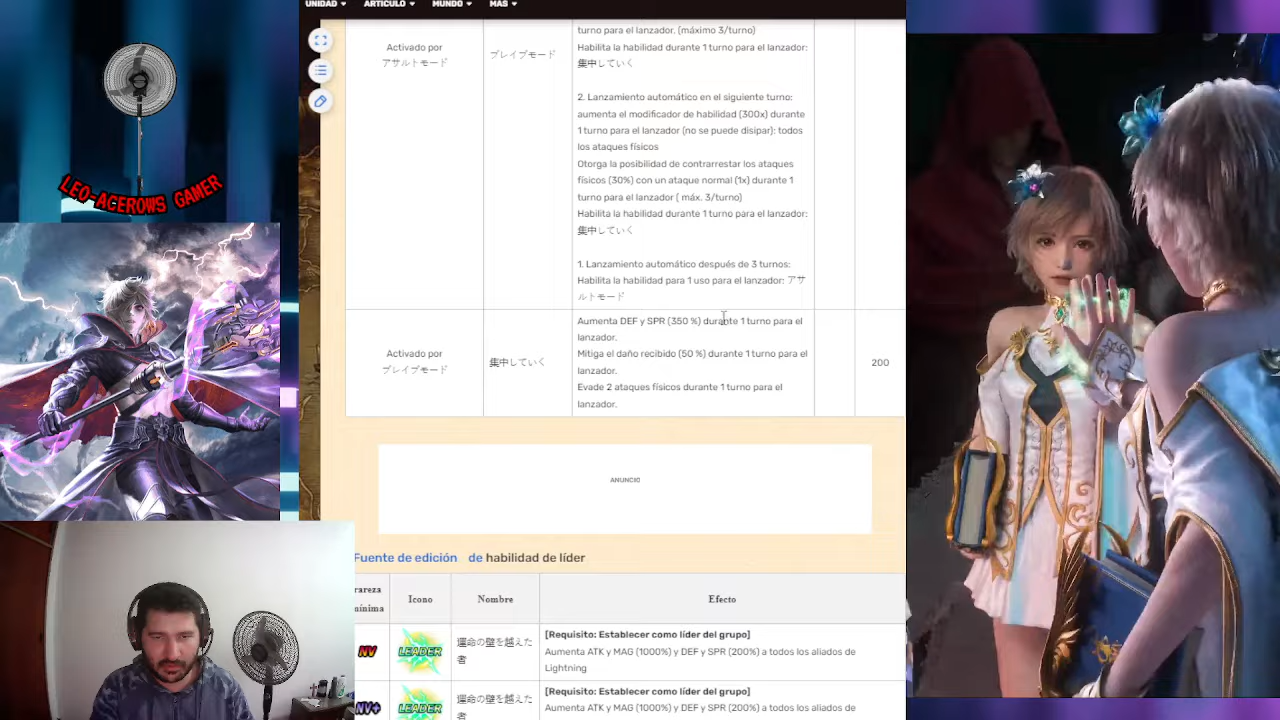 UNIDAD
ARTÍCULO
MUNDO
MÁS
turno para el lanzador. (máximo 3/turno)
Activado por
アサルトモード
ブレイブモード
Habilita la habilidad durante 1 turno para el lanzador:
集中していく
2. Lanzamiento automático en el siguiente turno:
aumenta el modificador de habilidad (300x) durante
1 turno para el lanzador (no se puede disipar): todos
los ataques físicos
Otorga la posibilidad de contrarrestar los ataques
físicos (30%) con un ataque normal (1x) durante 1
turno para el lanzador ( máx. 3/turno)
Habilita la habilidad durante 1 turno para el lanzador:
集中していく
1. Lanzamiento automático después de 3 turnos:
Habilita la habilidad para 1 uso para el lanzador: アサ
ルトモード
Activado por
ブレイブモード
集中していく
Aumenta DEF y SPR (350 %) durante 1 turno para el
lanzador.
Mitiga el daño recibido (50 %) durante 1 turno para el
lanzador.
Evade 2 ataques físicos durante 1 turno para el
lanzador.
200
ANUNCIO
Fuente de edición de habilidad de líder
Icono
Nombre
Efecto
NV
LEADER
運命の壁を越えた
者
[Requisito: Establecer como líder del grupo]
Aumenta ATK y MAG (1000%) y DEF y SPR (200%) a todos los aliados de
Lightning
NV+
LEADER
運命の壁を越えた
者
[Requisito: Establecer como líder del grupo]
Aumenta ATK y MAG (1000%) y DEF y SPR (200%) a todos los aliados de
LEO-ACEROWS GAMER